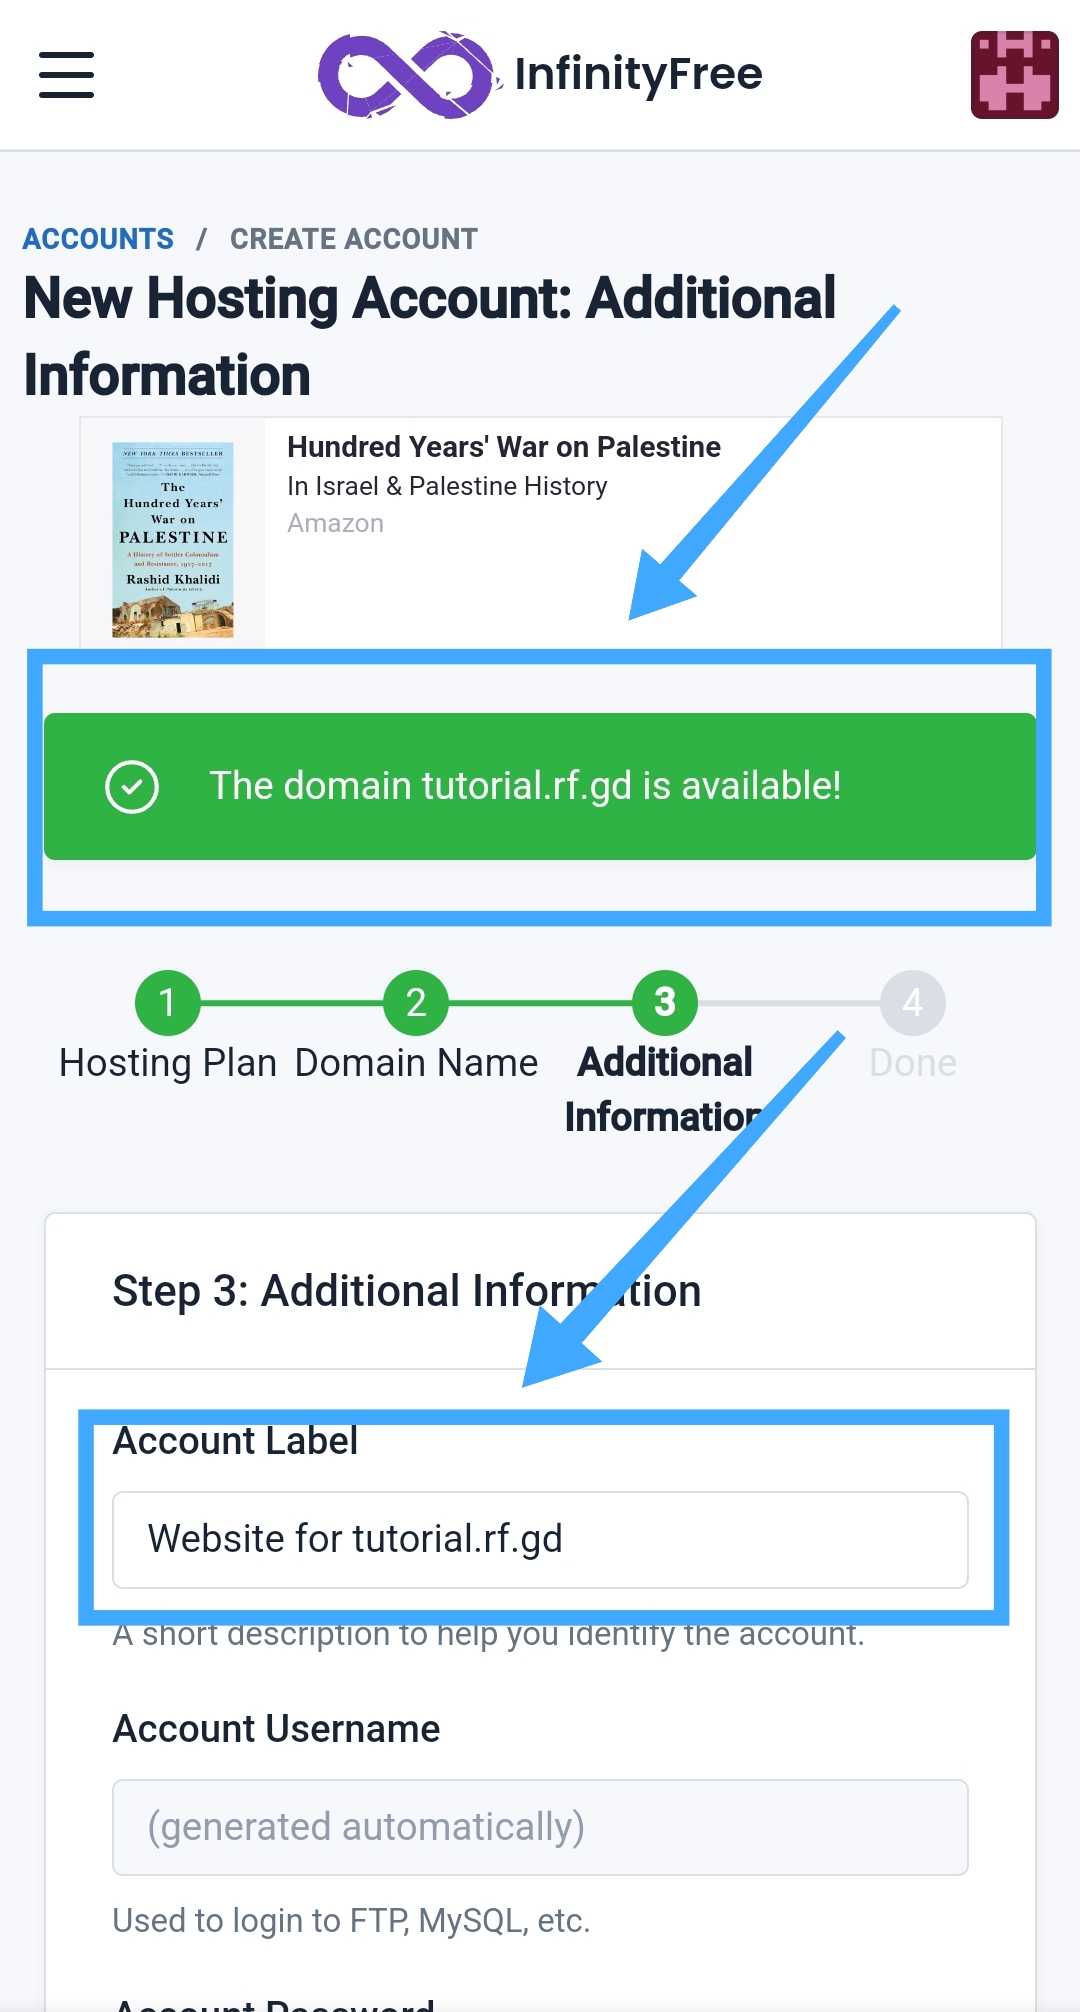 InfinityFree
ACCOUNTS / CREATE ACCOUNT
New Hosting Account: Additional
Information
NEW YORK TIMES BESTSELLER
The
Hundred Years'
War on
PALESTINE
A History of Settler Colonialism
and Resistance, 1917–2017
Rashid Khalidi
Hundred Years' War on Palestine
In Israel & Palestine History
Amazon
The domain tutorial.rf.gd is available!
1
2
3
4
Hosting Plan
Domain Name
Additional
Information
Done
Step 3: Additional Information
Account Label
Website for tutorial.rf.gd
A short description to help you identify the account.
Account Username
(generated automatically)
Used to login to FTP, MySQL, etc.
Account Password